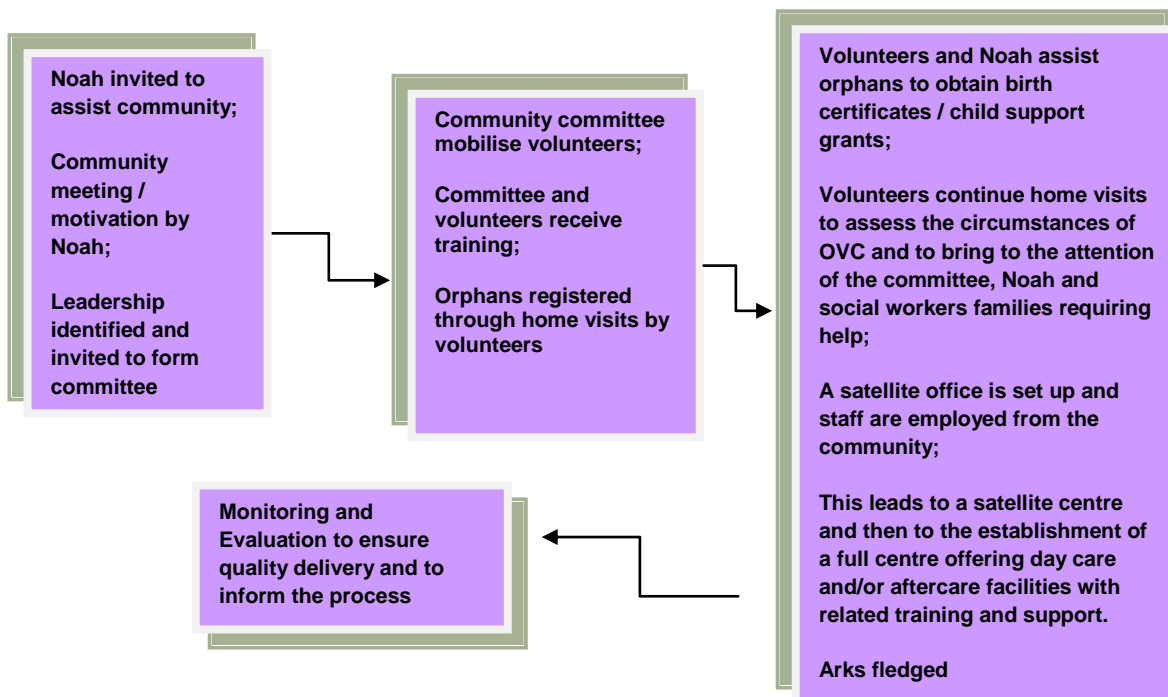 Noah invited to
assist community;
Community
meeting /
motivation by
Noah;
Leadership
identified and
invited to form
committee
Community committee
mobilise volunteers;
Committee and
volunteers receive
training;
Orphans registered
through home visits by
volunteers
Volunteers and Noah assist
orphans to obtain birth
certificates / child support
grants;
Volunteers continue home visits
to assess the circumstances of
OVC and to bring to the attention
of the committee, Noah and
social workers families requiring
help;
A satellite office is set up and
staff are employed from the
community;
This leads to a satellite centre
and then to the establishment of
a full centre offering day care
and/or aftercare facilities with
related training and support.
Arks fledged
Monitoring and
Evaluation to ensure
quality delivery and to
inform the process